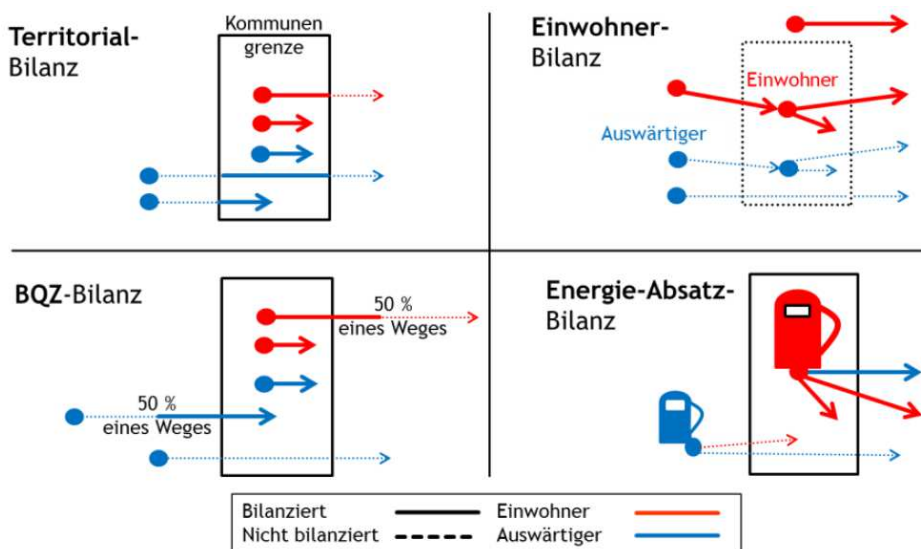 Territorial-
Bilanz
Kommunen
grenze
Einwohner-
Bilanz
Einwohner
Auswärtiger
BQZ-Bilanz
50 %
eines Weges
50 %
eines Weges
Energie-Absatz-
Bilanz
Bilanziert
Einwohner
Nicht bilanziert
Auswärtiger